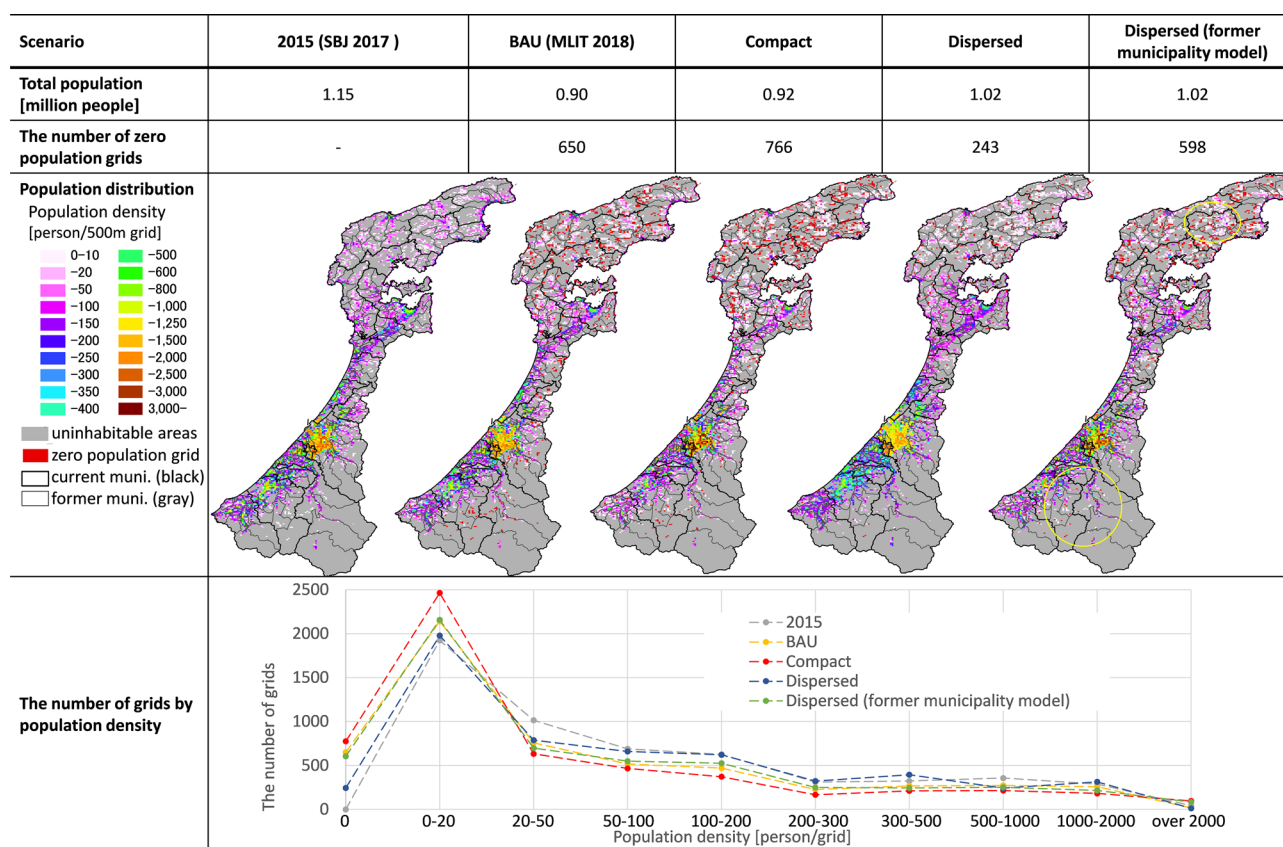 Scenario
2015 (SBJ 2017 )
BAU (MLIT 2018)
Compact
Dispersed
Dispersed (former
municipality model)
Total population
[million people]
1.15
0.90
0.92
1.02
1.02
The number of zero
population grids
-
650
766
243
598
Population distribution
Population density
[person/500m grid]
0−10
−20
−50
−100
−150
−200
−250
−300
−350
−400
−500
−600
−800
−1,000
−1,250
−1,500
−2,000
−2,500
−3,000
3,000−
uninhabitable areas
zero population grid
current muni. (black)
former muni. (gray)
The number of grids by
population density
The number of grids
2500
2000
1500
1000
500
0
2015
BAU
Compact
Dispersed
Dispersed (former municipality model)
0
0-20
20-50
50-100
100-200
200-300
300-500
500-1000
1000-2000
over 2000
Population density [person/grid]